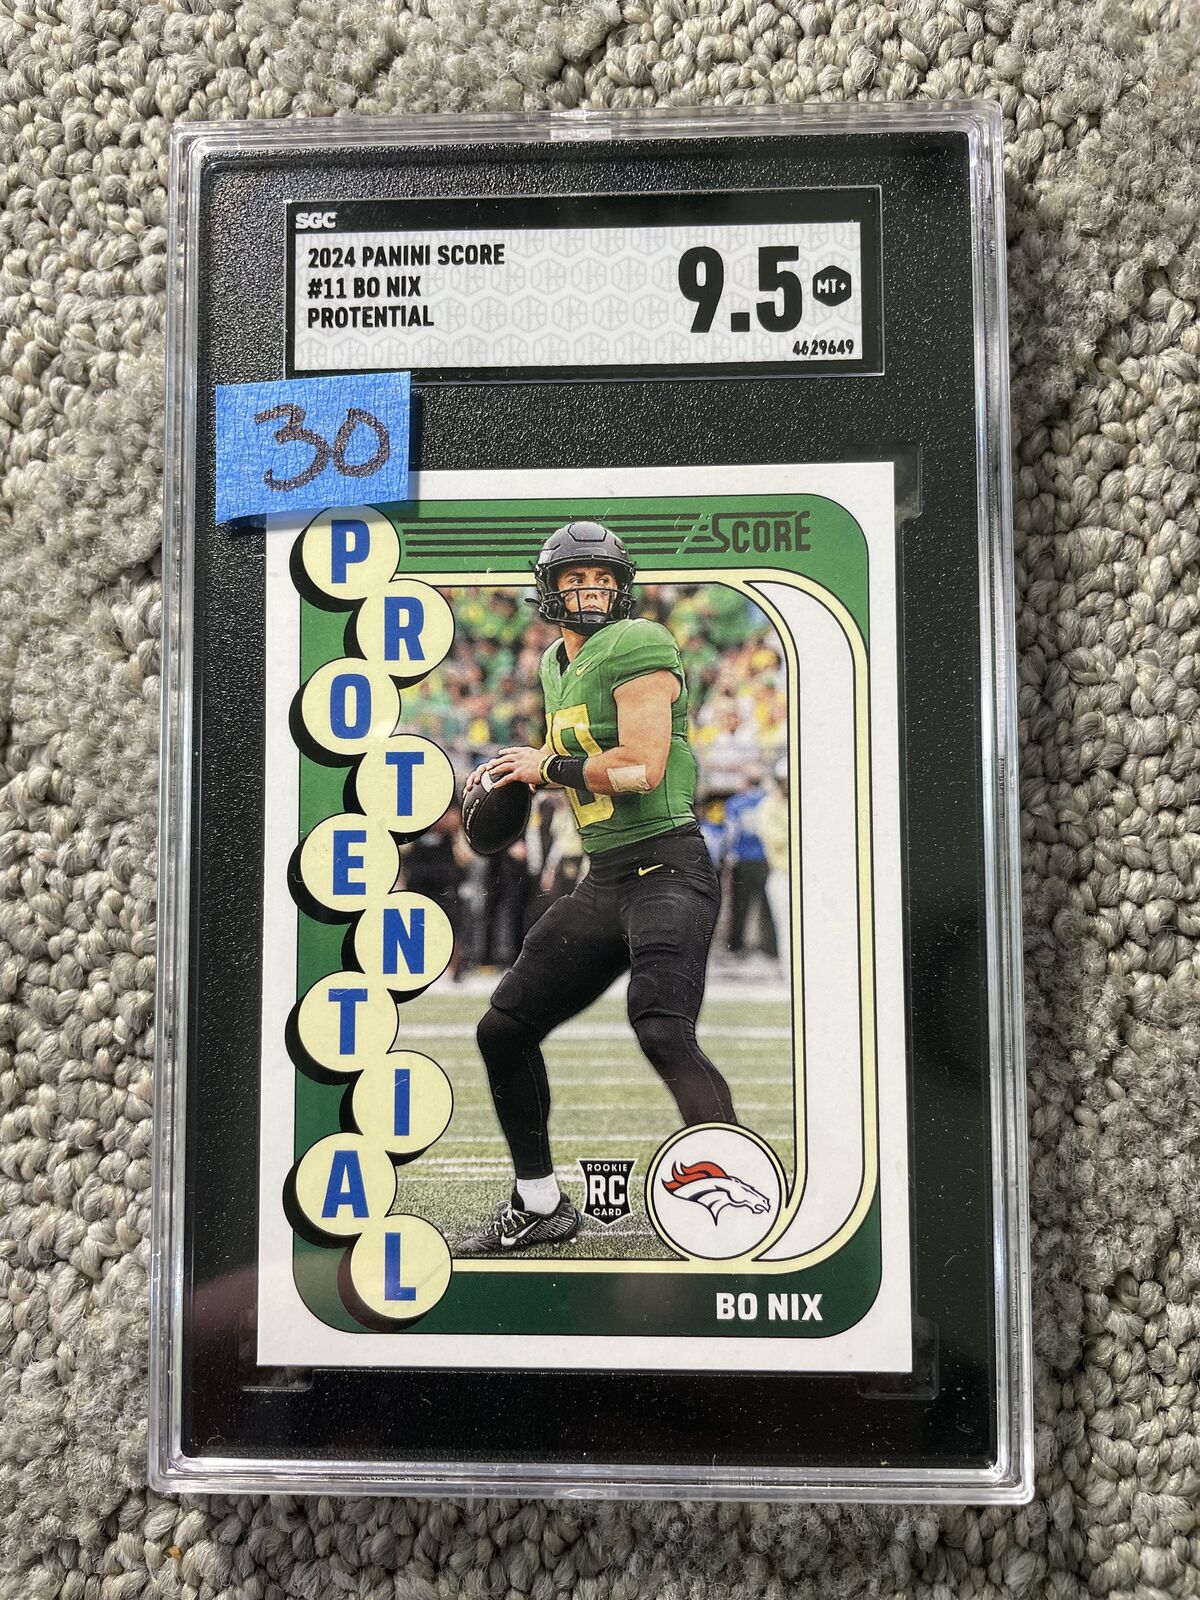 SGC
2024 PANINI SCORE
#11 BO NIX
PROTENTIAL
9.5
MT+
4629649
30
SCORE
PROTENTIAL
ROOKIE
RC
CARD
BO NIX